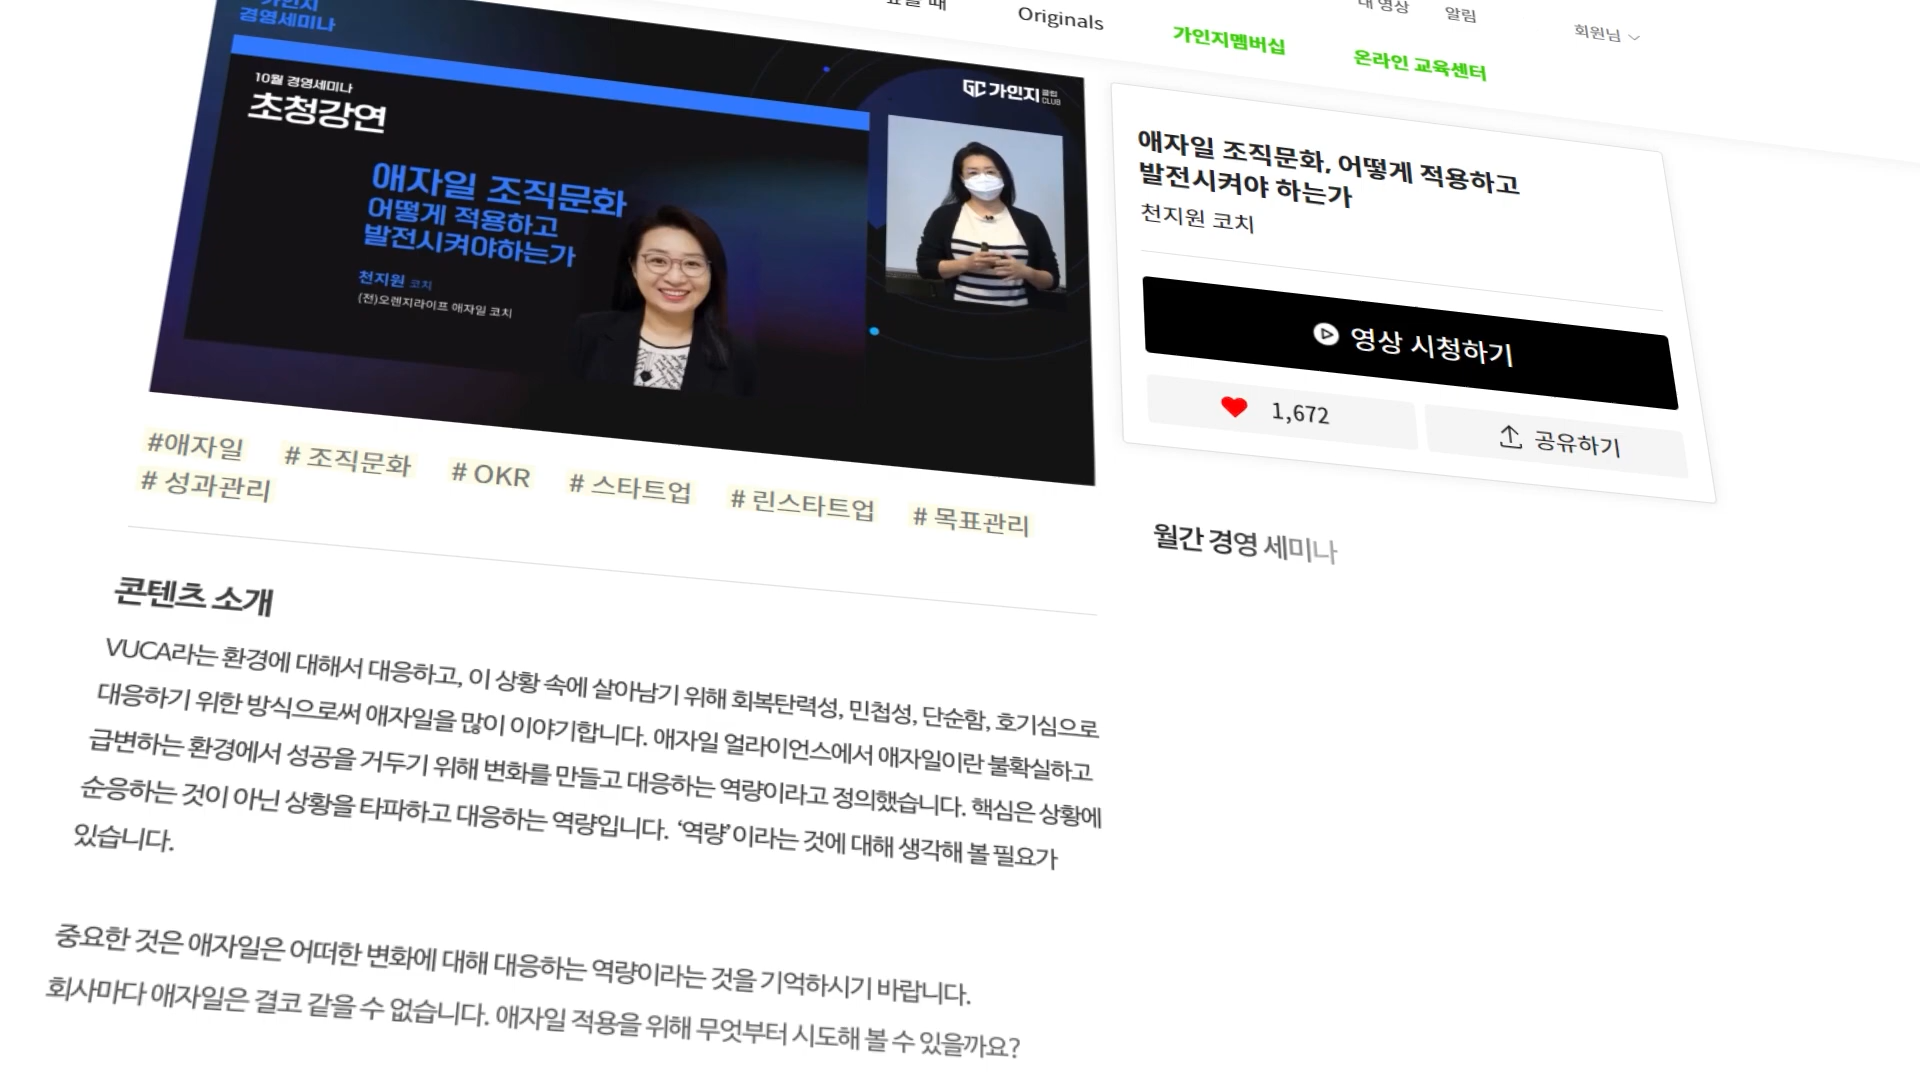 Originals
내 영상
알림
회원님
가인지멤버십
온라인 교육센터
가인지
경영세미나
10월 경영세미나
초청강연
GC 가인지 클럽 CLUB
애자일 조직문화
어떻게 적용하고
발전시켜야하는가
천지원 코치
(전)오렌지라이프 애자일 코치
애자일 조직문화, 어떻게 적용하고
발전시켜야 하는가
천지원 코치
영상 시청하기
1,672
공유하기
#애자일 # 조직문화 # OKR # 스타트업 # 린스타트업 # 목표관리
# 성과관리
월간 경영 세미나
콘텐츠 소개
VUCA라는 환경에 대해서 대응하고, 이 상황 속에 살아남기 위해 회복탄력성, 민첩성, 단순함, 호기심으로
대응하기 위한 방식으로써 애자일을 많이 이야기합니다. 애자일 얼라이언스에서 애자일이란 불확실하고
급변하는 환경에서 성공을 거두기 위해 변화를 만들고 대응하는 역량이라고 정의했습니다. 핵심은 상황에
순응하는 것이 아닌 상황을 타파하고 대응하는 역량입니다. ‘역량’이라는 것에 대해 생각해 볼 필요가
있습니다.
중요한 것은 애자일은 어떠한 변화에 대해 대응하는 역량이라는 것을 기억하시기 바랍니다.
회사마다 애자일은 결코 같을 수 없습니다. 애자일 적용을 위해 무엇부터 시도해 볼 수 있을까요?